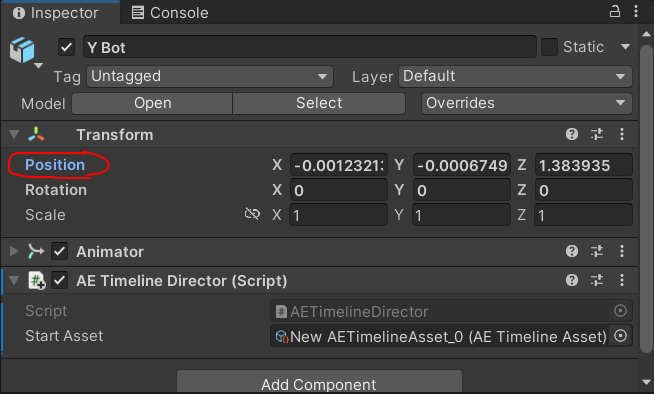 Inspector Console
Y Bot Static
Tag Untagged Layer Default
Model Open Select Overrides
Transform
Position X -0.0012321 Y -0.0006749 Z 1.383935
Rotation X 0 Y 0 Z 0
Scale X 1 Y 1 Z 1
Animator
# AE Timeline Director (Script)
Script # AETimelineDirector
Start Asset New AETimelineAsset_0 (AE Timeline Asset)
Add Component